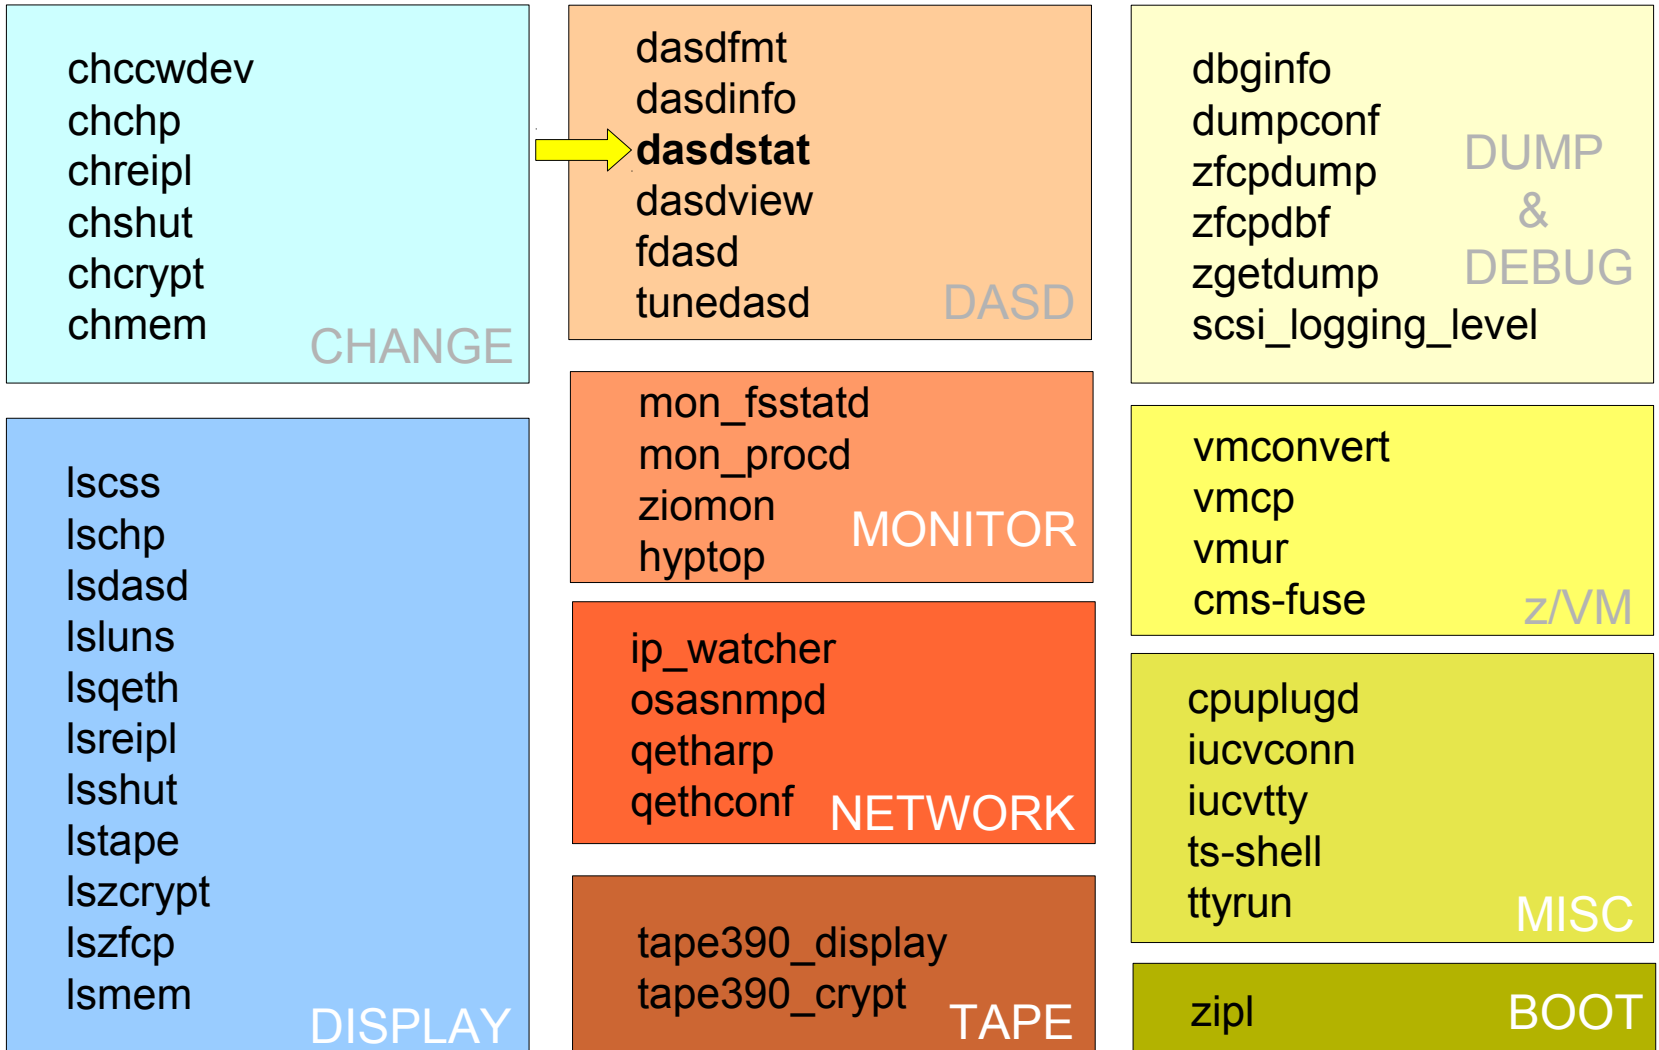 chccwdev
chchp
chreipl
chshut
chcrypt
chmem
CHANGE
lscss
lschp
lsdasd
lsluns
lsqeth
lsreipl
lsshut
lstape
lszcrypt
lszfcp
lsmem
DISPLAY
dasdfmt
dasdinfo
dasdstat
dasdview
fdasd
tunedasd
DASD
mon_fsstatd
mon_procd
ziomon
hyptop
MONITOR
ip_watcher
osasnmpd
qetharp
qethconf
NETWORK
tape390_display
tape390_crypt
TAPE
dbginfo
dumpconf
zfcpdump
zfcpdbf
zgetdump
scsi_logging_level
DUMP
&
DEBUG
vmconvert
vmcp
vmur
cms-fuse
z/VM
cpuplugd
iucvconn
iucvtty
ts-shell
ttyrun
MISC
zipl
BOOT